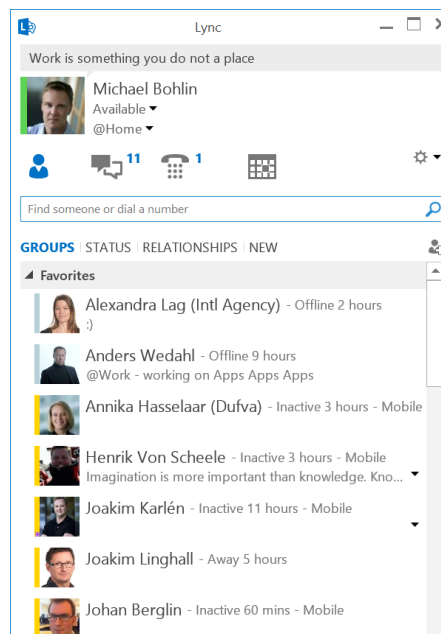 Lync
Work is something you do not a place
Michael Bohlin
Available
@Home
11
1
Find someone or dial a number
GROUPS STATUS RELATIONSHIPS NEW
Favorites
Alexandra Lag (Intl Agency) - Offline 2 hours
:)
Anders Wedahl - Offline 9 hours
@Work - working on Apps Apps Apps
Annika Hasselaar (Dufva) - Inactive 3 hours - Mobile
Henrik Von Scheele - Inactive 3 hours - Mobile
Imagination is more important than knowledge. Kno...
Joakim Karlén - Inactive 11 hours - Mobile
Joakim Linghall - Away 5 hours
Johan Berglin - Inactive 60 mins - Mobile